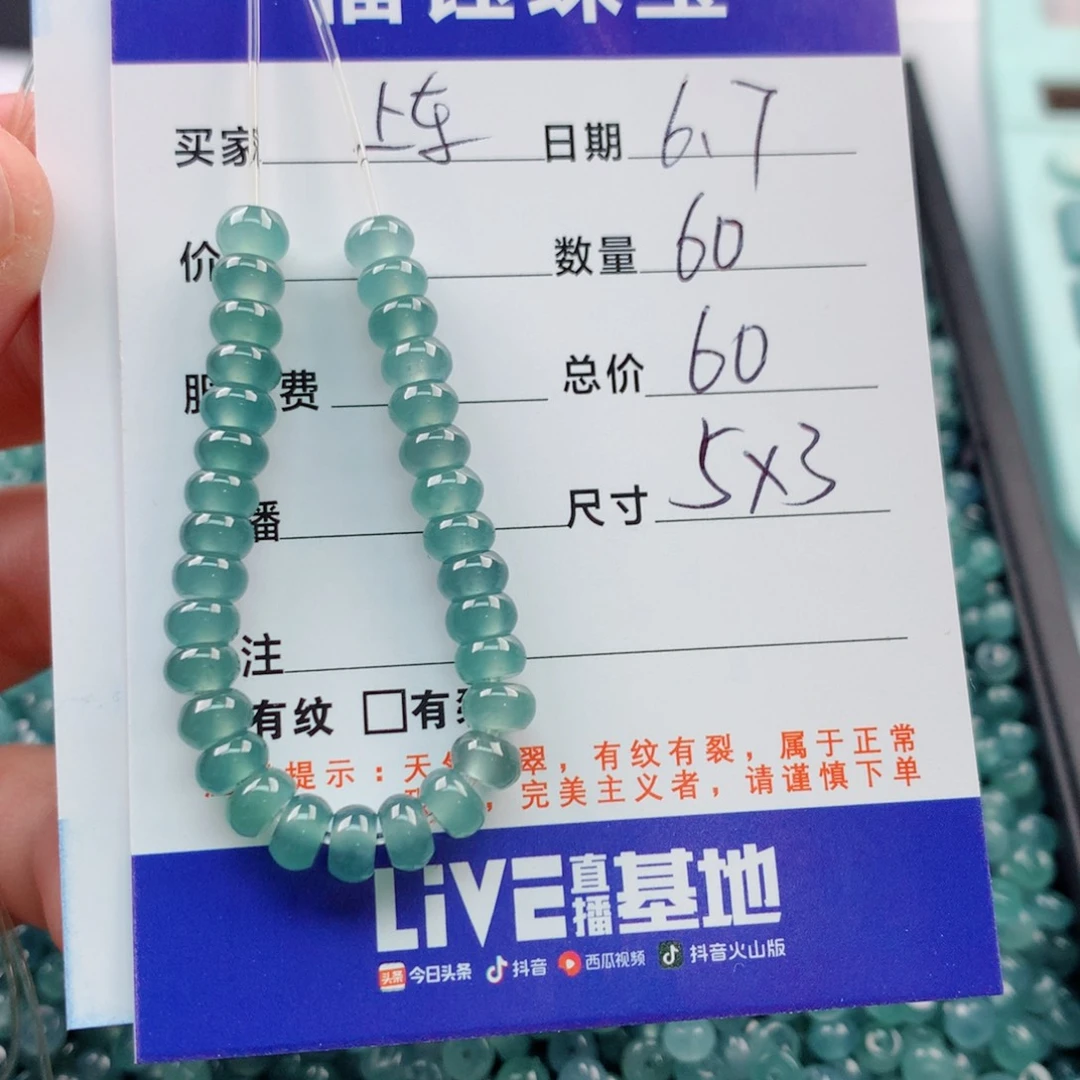 买家 上车 日期 6.7
价 数量 60
费 总价 60
播 尺寸 5x3
注
有纹 □有
提示：天 翠，有纹有裂，属于正常
完美主义者，请谨慎下单
LiVE直播基地
头条 今日头条 抖音 西瓜视频 抖音火山版